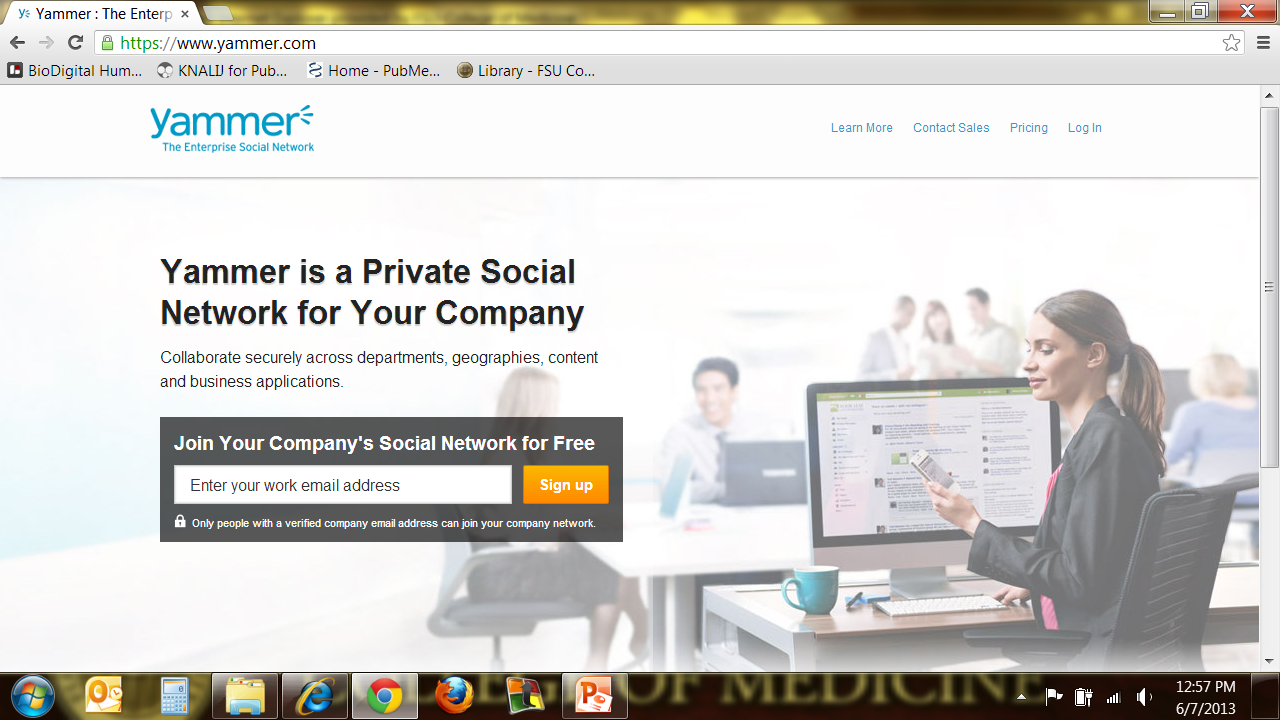 Yammer : The Enterp
https://www.yammer.com
BioDigital Hum...
KNALIJ for Pub...
Home - PubMe...
Library - FSU Co...
yammer
The Enterprise Social Network
Learn More
Contact Sales
Pricing
Log In
Yammer is a Private Social
Network for Your Company
Collaborate securely across departments, geographies, content
and business applications.
Join Your Company's Social Network for Free
Enter your work email address
Sign up
Only people with a verified company email address can join your company network.
12:57 PM
6/7/2013